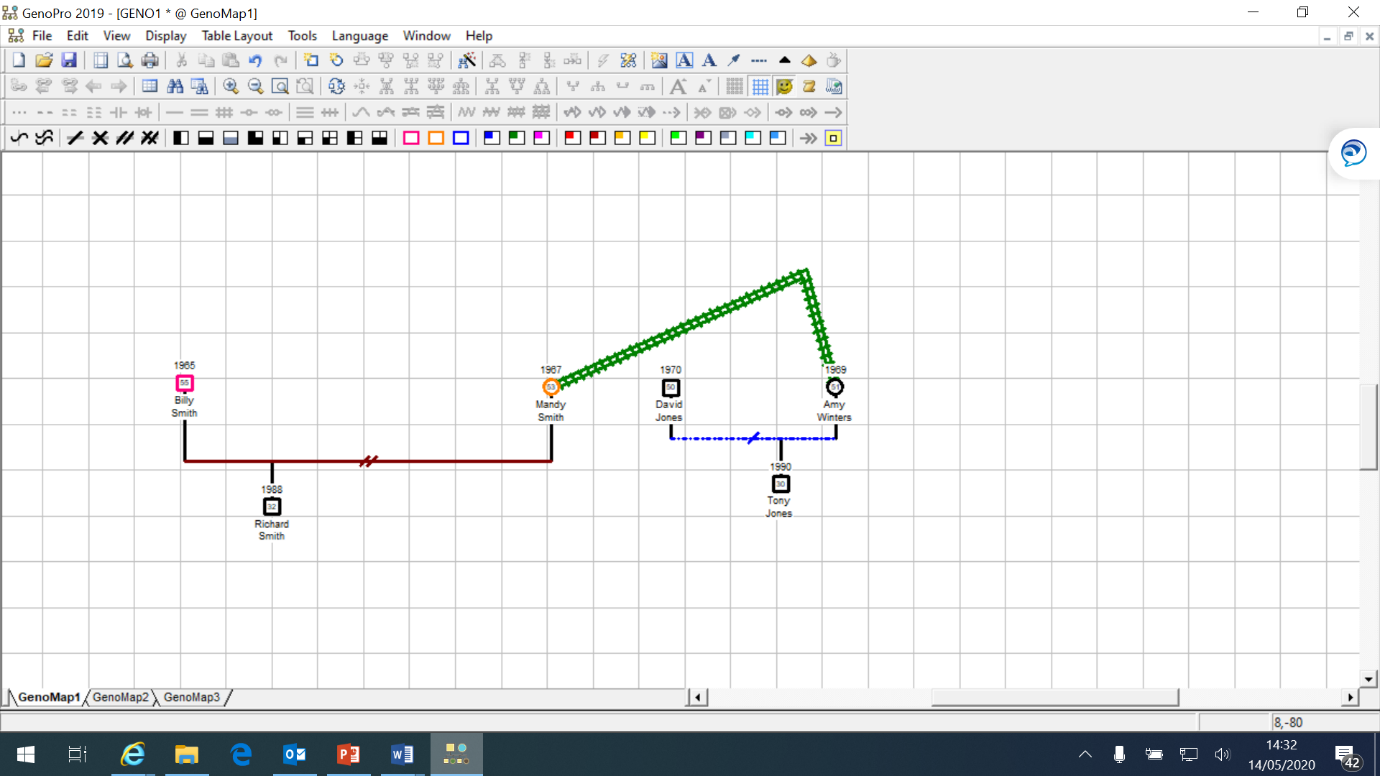 GenoPro 2019 - [GENO1 * @ GenoMap1]
File Edit View Display Table Layout Tools Language Window Help
1965
55
Billy
Smith
1967
53
Mandy
Smith
1970
50
David
Jones
1969
51
Amy
Winters
1988
32
Richard
Smith
1990
30
Tony
Jones
GenoMap1 GenoMap2 GenoMap3
8,-80
14:32
14/05/2020
42